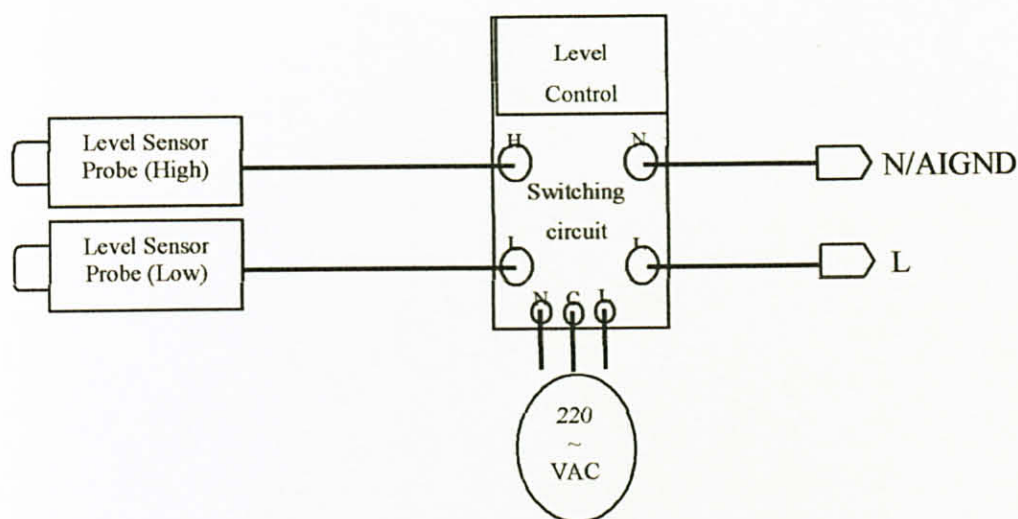 Level
Control
Level Sensor
Probe (High)
H
N
N/AIGND
Switching
Level Sensor
Probe (Low)
circuit
L
L
L
N G L
220
~
VAC